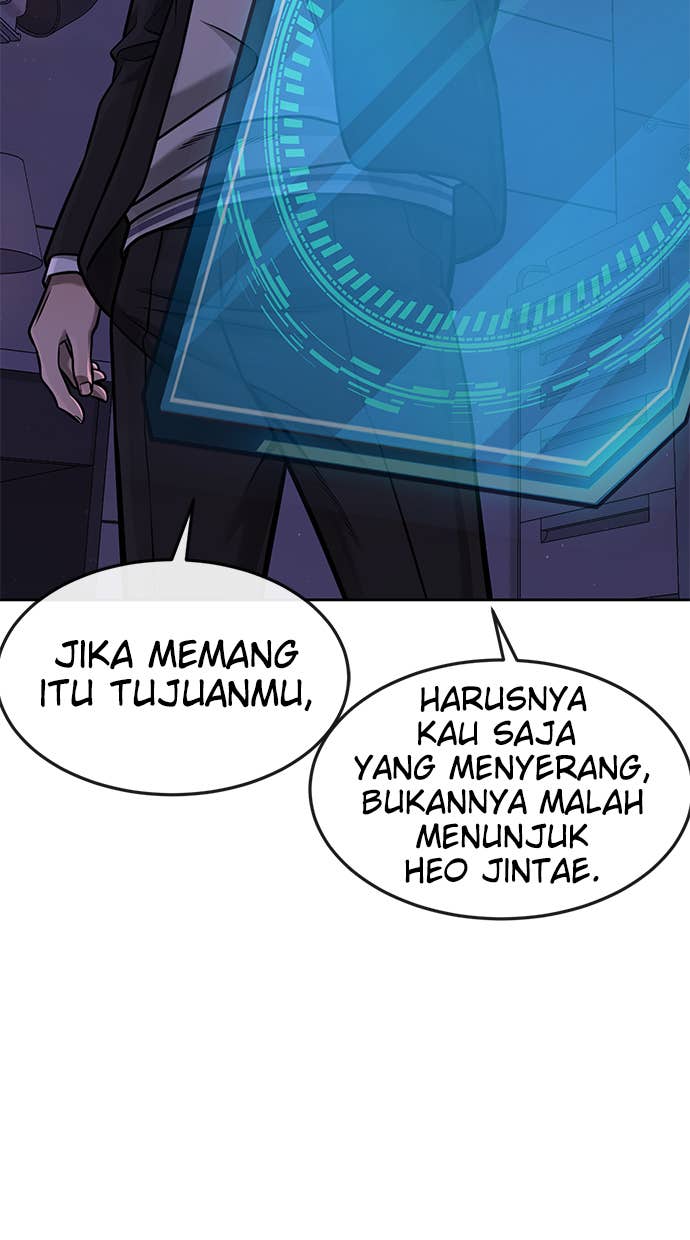 JIKA MEMANG
ITU TUJUANMU,
HARUSNYA
KAU SAJA
YANG MENYERANG,
BUKANNYA MALAH
MENUNJUK
HEO JINTAE.